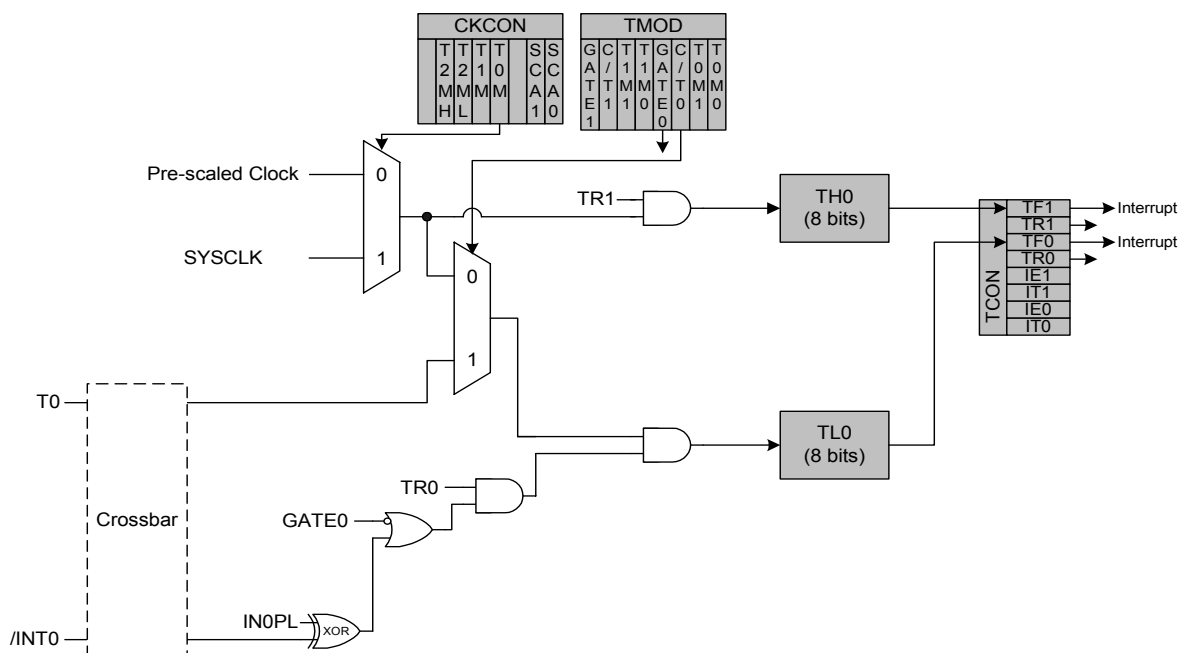 CKCON
T2MH
T2ML
T1M
T0M
SCA1
SCA0
TMOD
GATE1
C/T1
T1M1
T1M0
GATE0
C/T0
T0M1
T0M0
Pre-scaled Clock
0
SYSCLK
1
TR1
TH0
(8 bits)
TCON
TF1
TR1
TF0
TR0
IE1
IT1
IE0
IT0
Interrupt
Interrupt
0
1
T0
TL0
(8 bits)
TR0
Crossbar
GATE0
IN0PL
XOR
/INT0